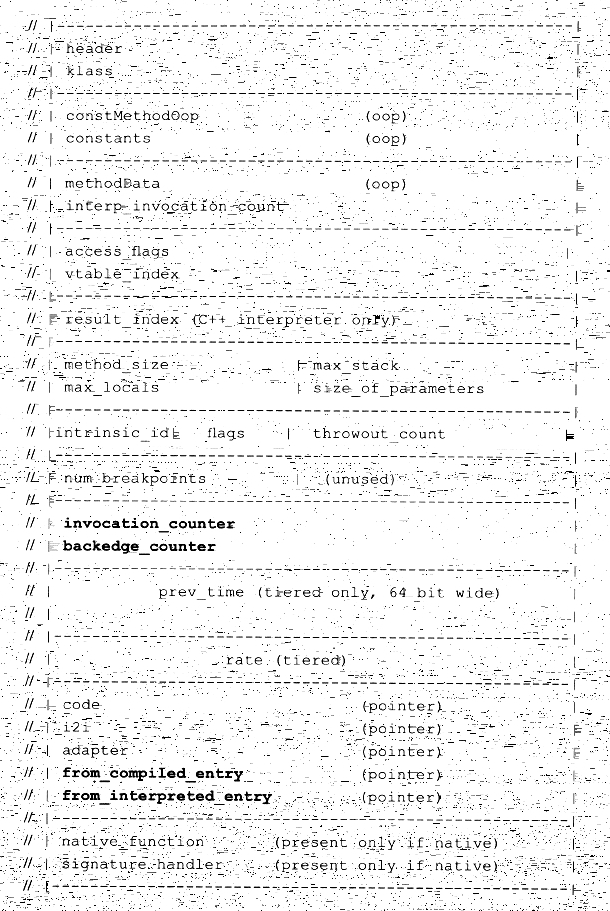 // |------------------------------------------------------|
// | header
// | klass
// |------------------------------------------------------|
// | constMethodOop (oop)
// | constants (oop)
// |------------------------------------------------------|
// | methodData (oop)
// | interp_invocation_count
// |------------------------------------------------------|
// | access_flags
// | vtable_index
// |------------------------------------------------------|
// | result_index (C++ interpreter only)
// |------------------------------------------------------|
// | method_size | max_stack
// | max_locals | size_of_parameters
// |------------------------------------------------------|
// |intrinsic_id| flags | throwout_count
// |------------------------------------------------------|
// | num_breakpoints | (unused)
// |------------------------------------------------------|
// | invocation_counter
// | backedge_counter
// |------------------------------------------------------|
// | prev_time (tiered only, 64 bit wide)
// |
// |------------------------------------------------------|
// | rate (tiered)
// |------------------------------------------------------|
// | code (pointer)
// | i2i (pointer)
// | adapter (pointer)
// | from_compiled_entry (pointer)
// | from_interpreted_entry (pointer)
// |------------------------------------------------------|
// | native_function (present only if native)
// | signature_handler (present only if native)
// |------------------------------------------------------|